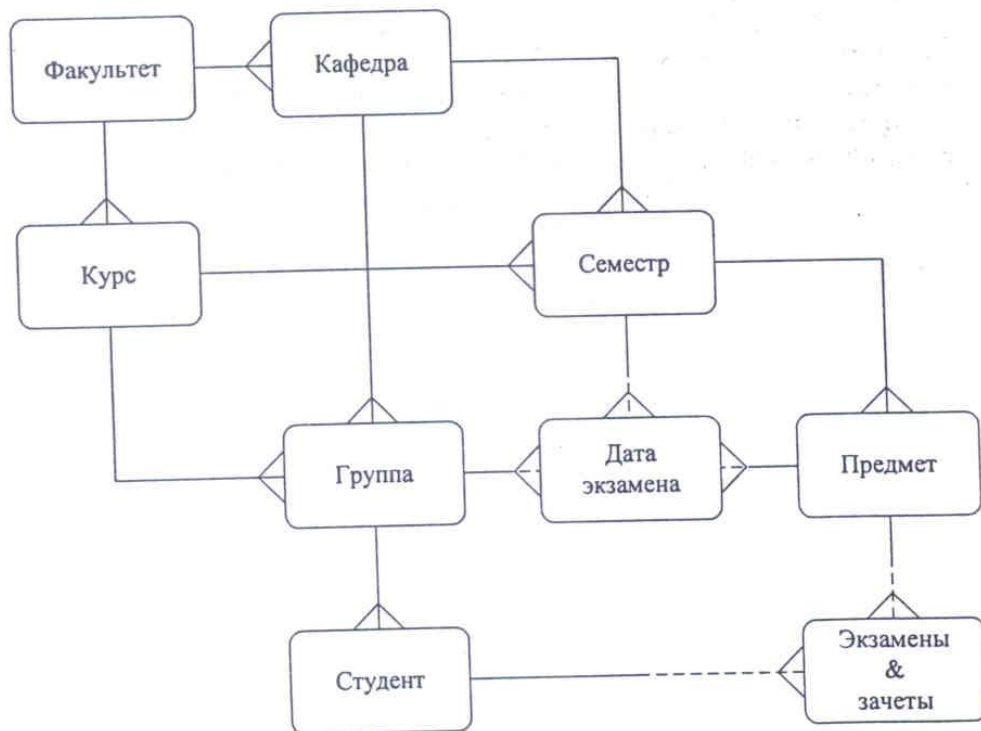 Факультет
Кафедра
Курс
Семестр
Группа
Дата
экзамена
Предмет
Студент
Экзамены
&
зачеты